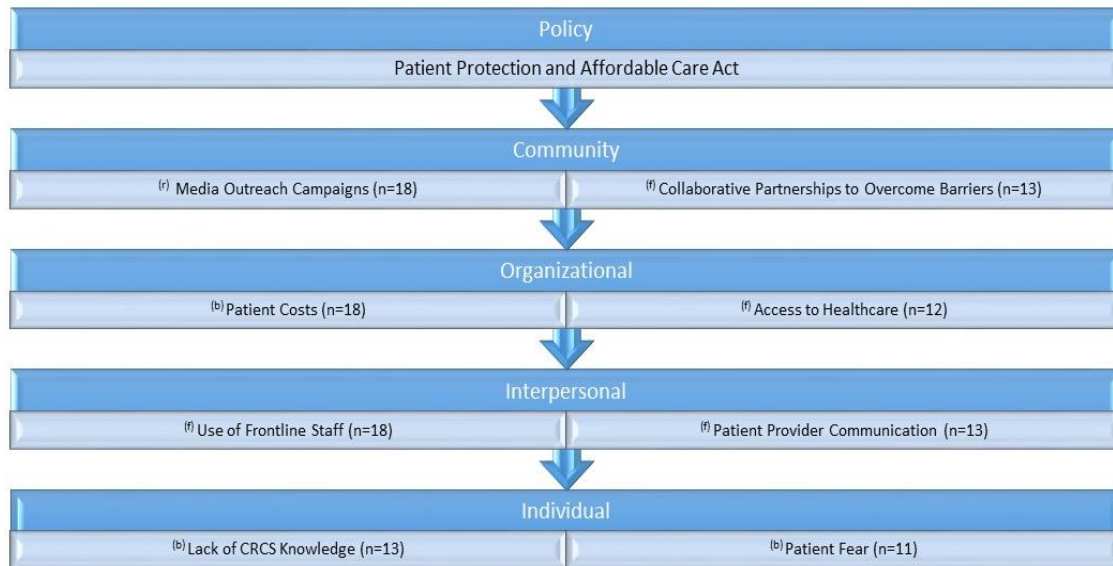 Policy
Patient Protection and Affordable Care Act
Community
(r) Media Outreach Campaigns (n=18)
(f) Collaborative Partnerships to Overcome Barriers (n=13)
Organizational
(b) Patient Costs (n=18)
(f) Access to Healthcare (n=12)
Interpersonal
(f) Use of Frontline Staff (n=18)
(f) Patient Provider Communication (n=13)
Individual
(b) Lack of CRCS Knowledge (n=13)
(b) Patient Fear (n=11)